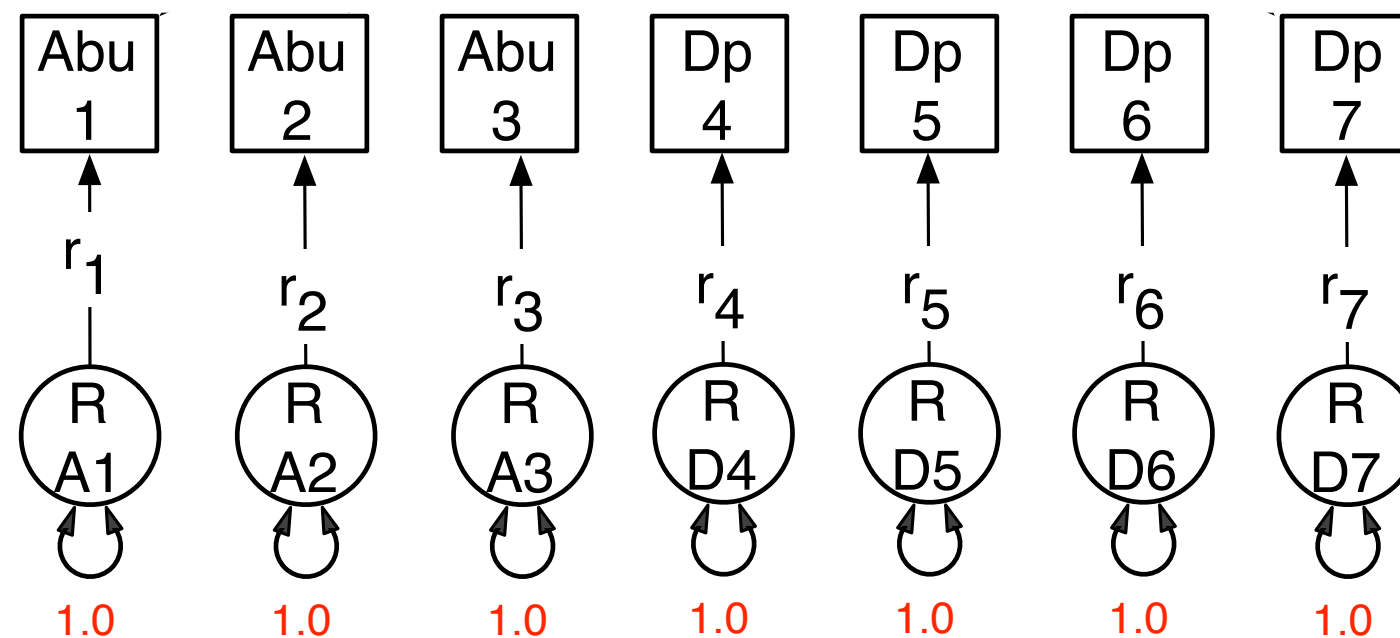 Abu Abu Abu Dp Dp Dp Dp
1 2 3 4 5 6 7
r1 r2 r3 r4 r5 r6 r7
R R R R R R R
A1 A2 A3 D4 D5 D6 D7
1.0 1.0 1.0 1.0 1.0 1.0 1.0